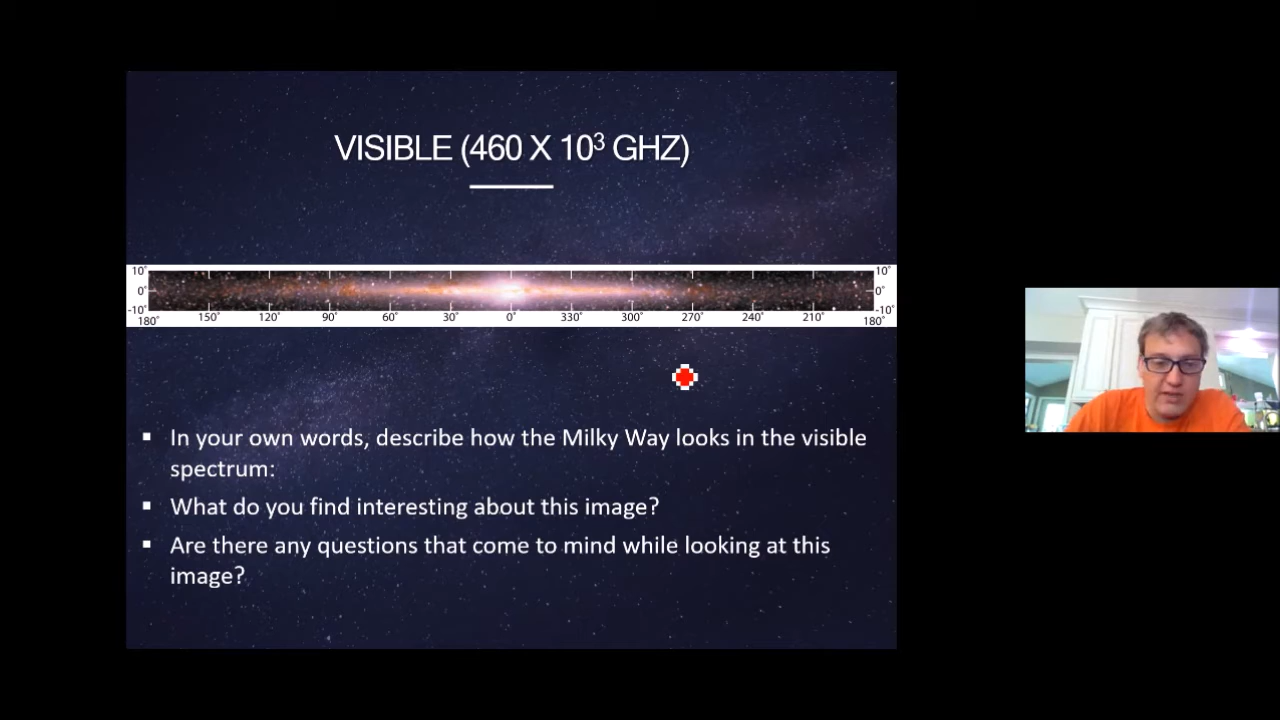 VISIBLE (460 X 10³ GHZ)
10° 10°
0° 0°
-10° -10°
180° 150° 120° 90° 60° 30° 0° 330° 300° 270° 240° 210° 180°
▪ In your own words, describe how the Milky Way looks in the visible
spectrum:
▪ What do you find interesting about this image?
▪ Are there any questions that come to mind while looking at this
image?